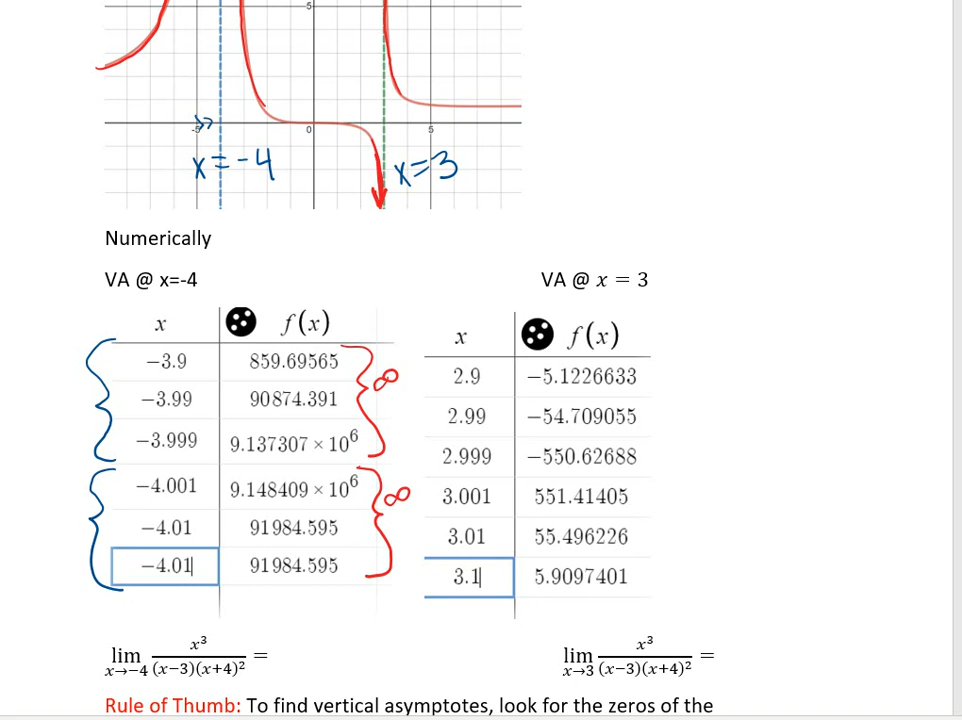 5
-5 0 5
x=-4 x=3
Numerically
VA @ x=-4 VA @ x = 3
x f(x)
−3.9 859.69565
−3.99 90874.391
−3.999 9.137307 × 10⁶
−4.001 9.148409 × 10⁶
−4.01 91984.595
−4.01 91984.595
∞
∞
x f(x)
2.9 −5.1226633
2.99 −54.709055
2.999 −550.62688
3.001 551.41405
3.01 55.496226
3.1 5.9097401
lim x→−4 x³/(x−3)(x+4)² =
lim x→3 x³/(x−3)(x+4)² =
Rule of Thumb: To find vertical asymptotes, look for the zeros of the